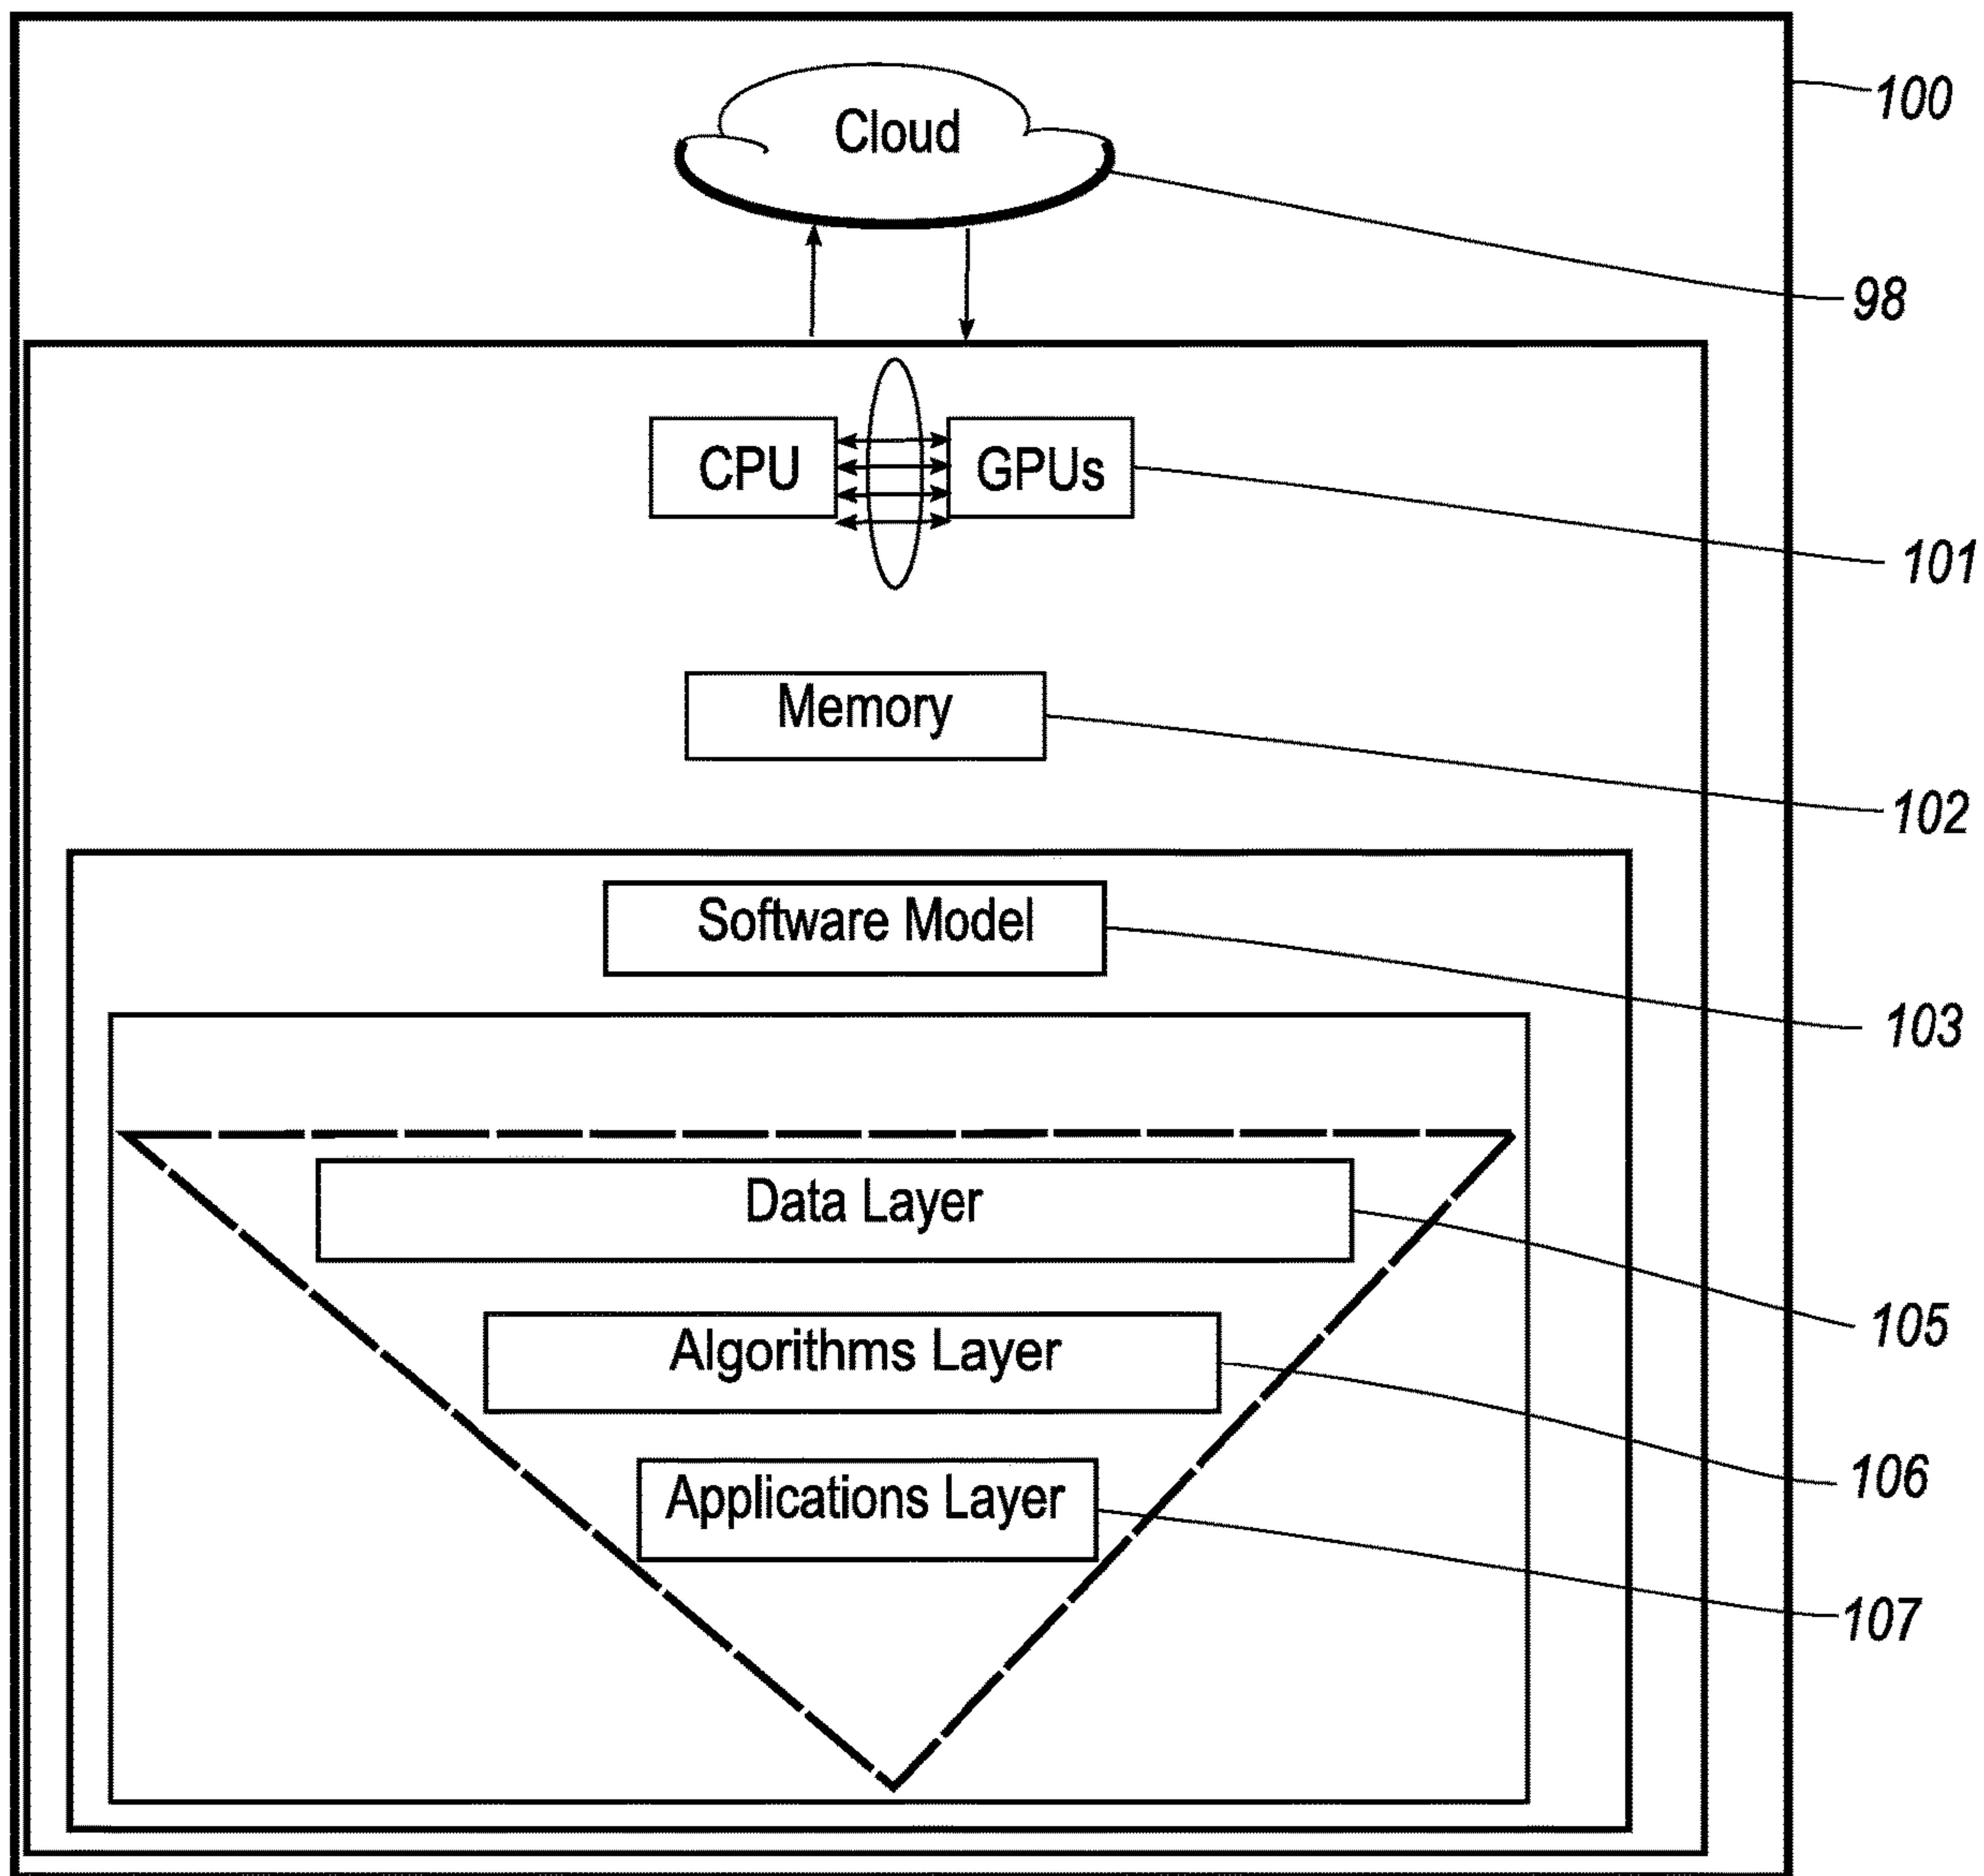 100
Cloud
98
CPU
GPUs
101
Memory
102
Software Model
103
Data Layer
105
Algorithms Layer
106
Applications Layer
107